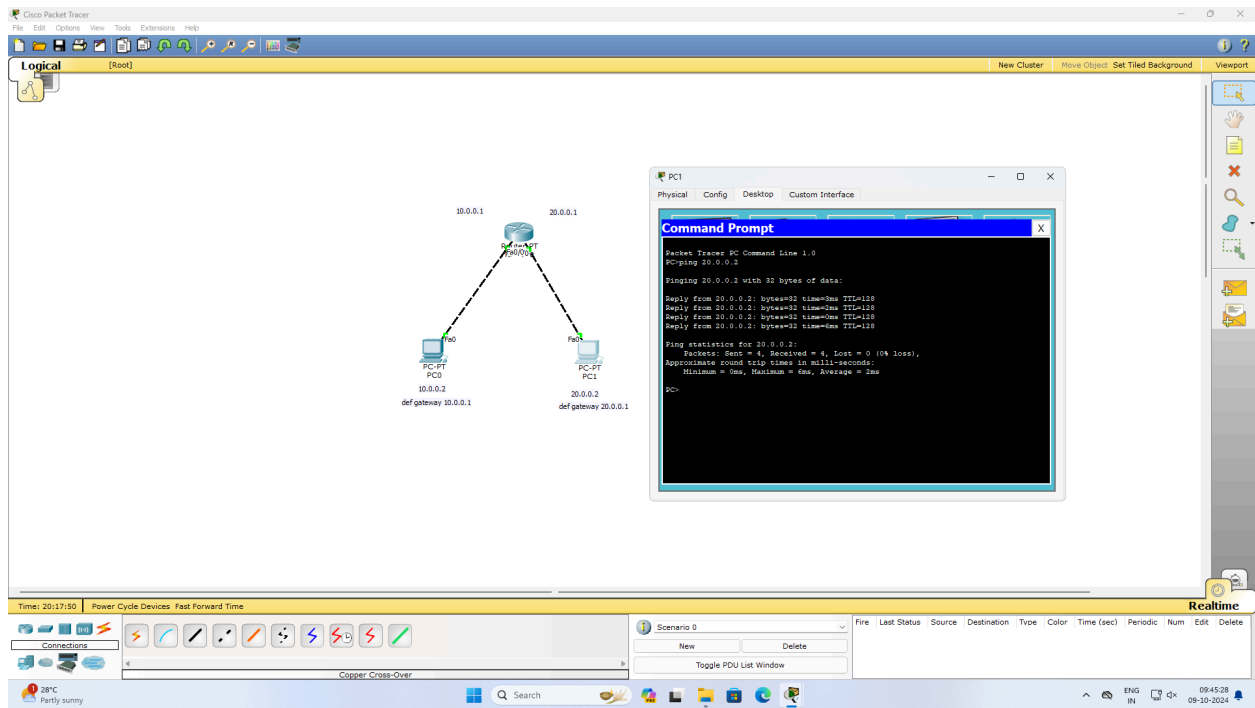 Cisco Packet Tracer
File Edit Options View Tools Extensions Help
Logical
[Root]
New Cluster
Move Object
Set Tiled Background
Viewport
10.0.0.1
20.0.0.1
Fa0
Fa0
PC-PT
PC0
10.0.0.2
def gateway 10.0.0.1
PC-PT
PC1
20.0.0.2
def gateway 20.0.0.1
PC1
Physical Config Desktop Custom Interface
Command Prompt
X
Packet Tracer PC Command Line 1.0
PC>ping 20.0.0.2
Pinging 20.0.0.2 with 32 bytes of data:
Reply from 20.0.0.2: bytes=32 time=3ms TTL=128
Reply from 20.0.0.2: bytes=32 time=2ms TTL=128
Reply from 20.0.0.2: bytes=32 time=0ms TTL=128
Reply from 20.0.0.2: bytes=32 time=6ms TTL=128
Ping statistics for 20.0.0.2:
Packets: Sent = 4, Received = 4, Lost = 0 (0% loss),
Approximate round trip times in milli-seconds:
Minimum = 0ms, Maximum = 6ms, Average = 2ms
PC>
Time: 20:17:50
Power Cycle Devices Fast Forward Time
Realtime
Connections
Copper Cross-Over
Scenario 0
New
Delete
Toggle PDU List Window
Fire Last Status Source Destination Type Color Time (sec) Periodic Num Edit Delete
1
28°C
Partly sunny
Search
ENG
IN
09:45:28
09-10-2024